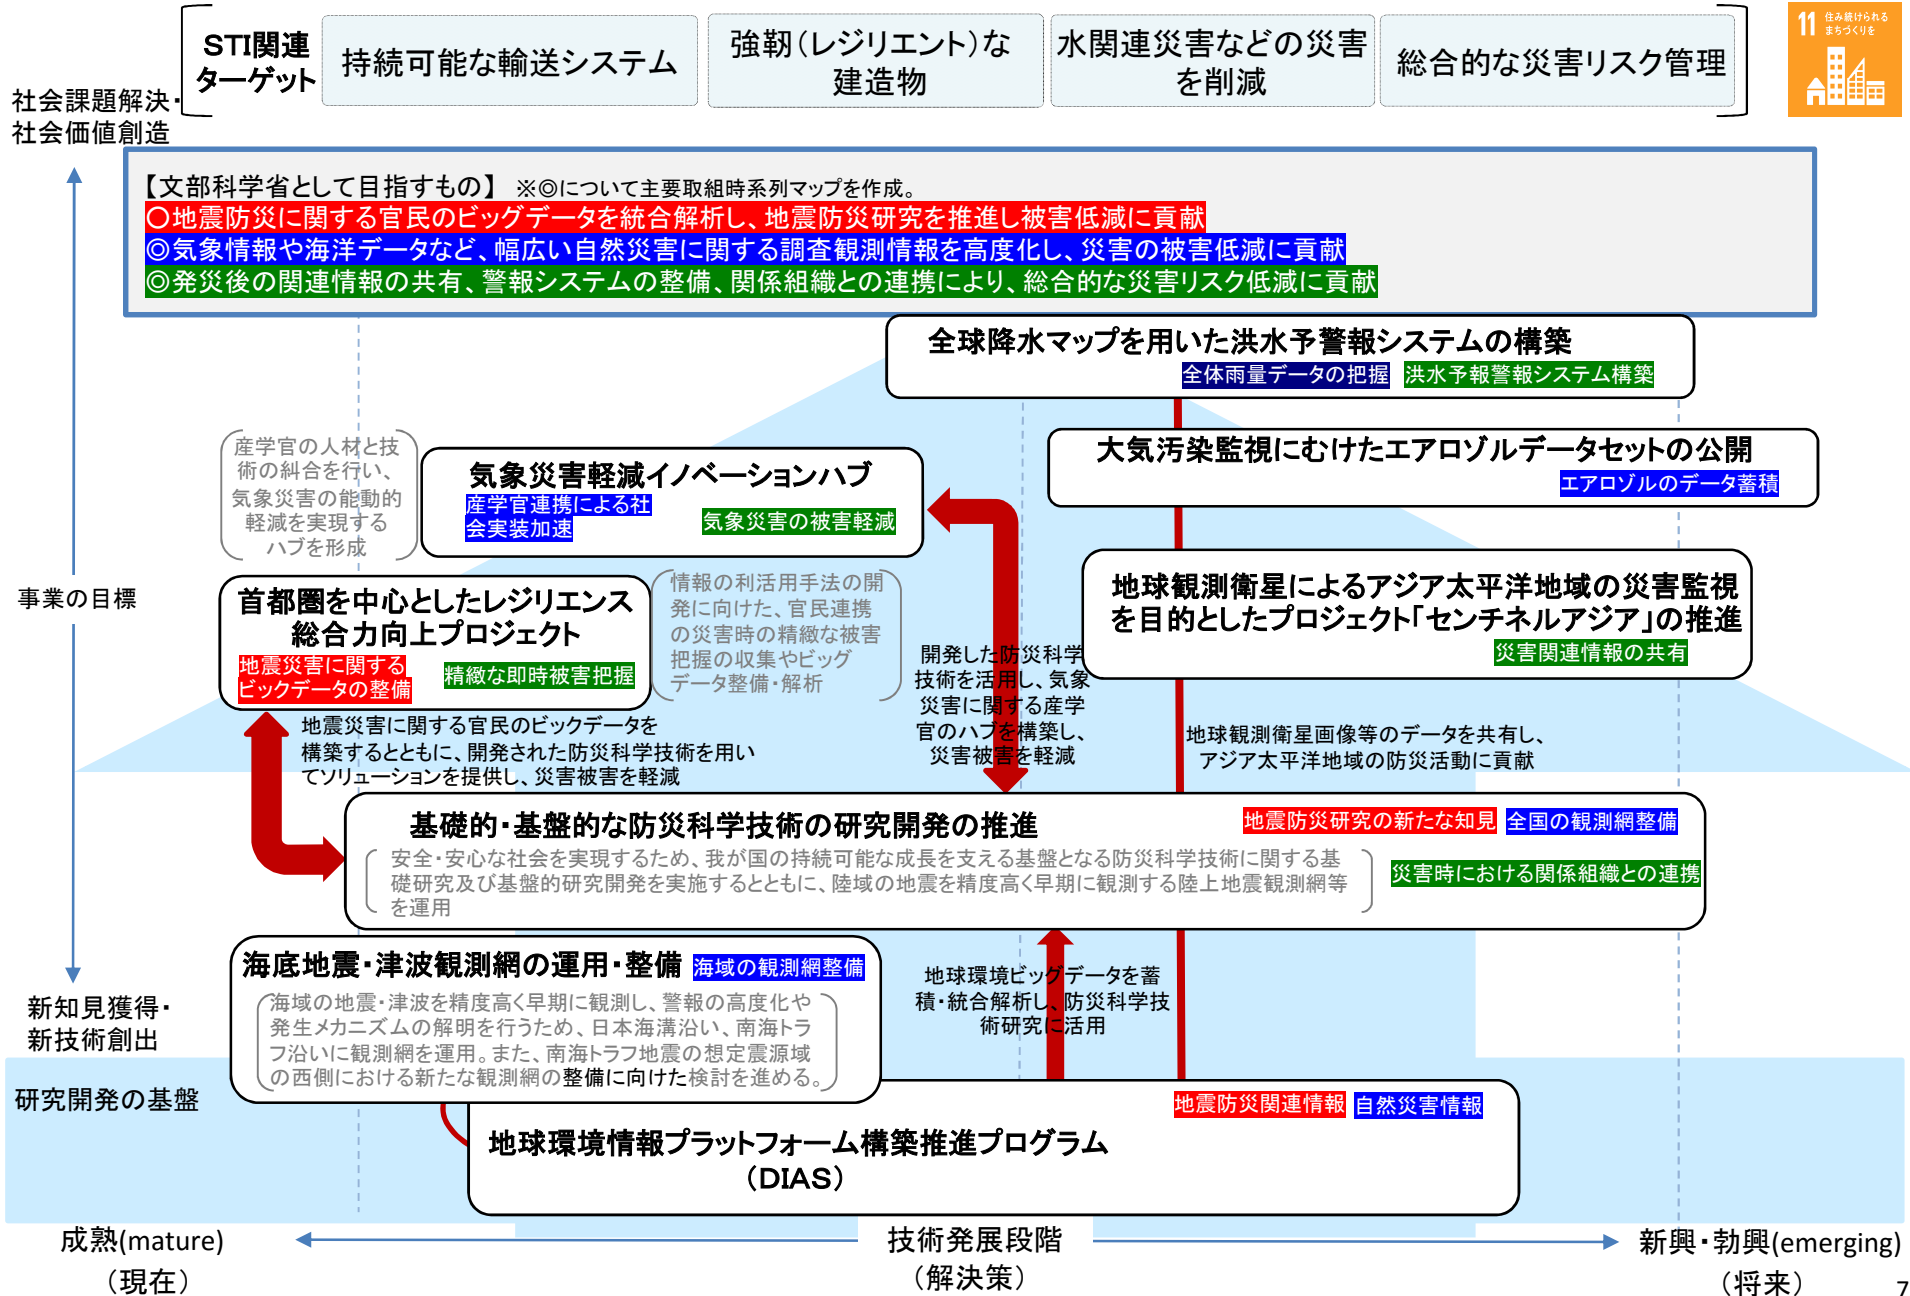 STI関連
ターゲット
持続可能な輸送システム
強靭(レジリエント)な
建造物
水関連災害などの災害
を削減
総合的な災害リスク管理
11 住み続けられる
まちづくりを
社会課題解決・
社会価値創造
【文部科学省として目指すもの】 ※◎について主要取組時系列マップを作成。
○地震防災に関する官民のビッグデータを統合解析し、地震防災研究を推進し被害低減に貢献
◎気象情報や海洋データなど、幅広い自然災害に関する調査観測情報を高度化し、災害の被害低減に貢献
◎発災後の関連情報の共有、警報システムの整備、関係組織との連携により、総合的な災害リスク低減に貢献
全球降水マップを用いた洪水予警報システムの構築
全体雨量データの把握 洪水予報警報システム構築
産学官の人材と技
術の糾合を行い、
気象災害の能動的
軽減を実現する
ハブを形成
気象災害軽減イノベーションハブ
産学官連携による社
会実装加速
気象災害の被害軽減
大気汚染監視にむけたエアロゾルデータセットの公開
エアロゾルのデータ蓄積
事業の目標
首都圏を中心としたレジリエンス
総合力向上プロジェクト
地震災害に関する
ビックデータの整備
精緻な即時被害把握
情報の利活用手法の開
発に向けた、官民連携
の災害時の精緻な被害
把握の収集やビッグ
データ整備・解析
地球観測衛星によるアジア太平洋地域の災害監視
を目的としたプロジェクト「センチネルアジア」の推進
災害関連情報の共有
開発した防災科学
技術を活用し、気象
災害に関する産学
官のハブを構築し、
災害被害を軽減
地震災害に関する官民のビックデータを
構築するとともに、開発された防災科学技術を用い
てソリューションを提供し、災害被害を軽減
地球観測衛星画像等のデータを共有し、
アジア太平洋地域の防災活動に貢献
基礎的・基盤的な防災科学技術の研究開発の推進
地震防災研究の新たな知見 全国の観測網整備
安全・安心な社会を実現するため、我が国の持続可能な成長を支える基盤となる防災科学技術に関する基
礎研究及び基盤的研究開発を実施するとともに、陸域の地震を精度高く早期に観測する陸上地震観測網等
を運用
災害時における関係組織との連携
海底地震・津波観測網の運用・整備 海域の観測網整備
海域の地震・津波を精度高く早期に観測し、警報の高度化や
発生メカニズムの解明を行うため、日本海溝沿い、南海トラ
フ沿いに観測網を運用。また、南海トラフ地震の想定震源域
の西側における新たな観測網の整備に向けた検討を進める。
地球環境ビッグデータを蓄
積・統合解析し、防災科学技
術研究に活用
新知見獲得・
新技術創出
研究開発の基盤
地震防災関連情報 自然災害情報
地球環境情報プラットフォーム構築推進プログラム
(DIAS)
成熟(mature)
(現在)
技術発展段階
(解決策)
新興・勃興(emerging)
(将来)
7